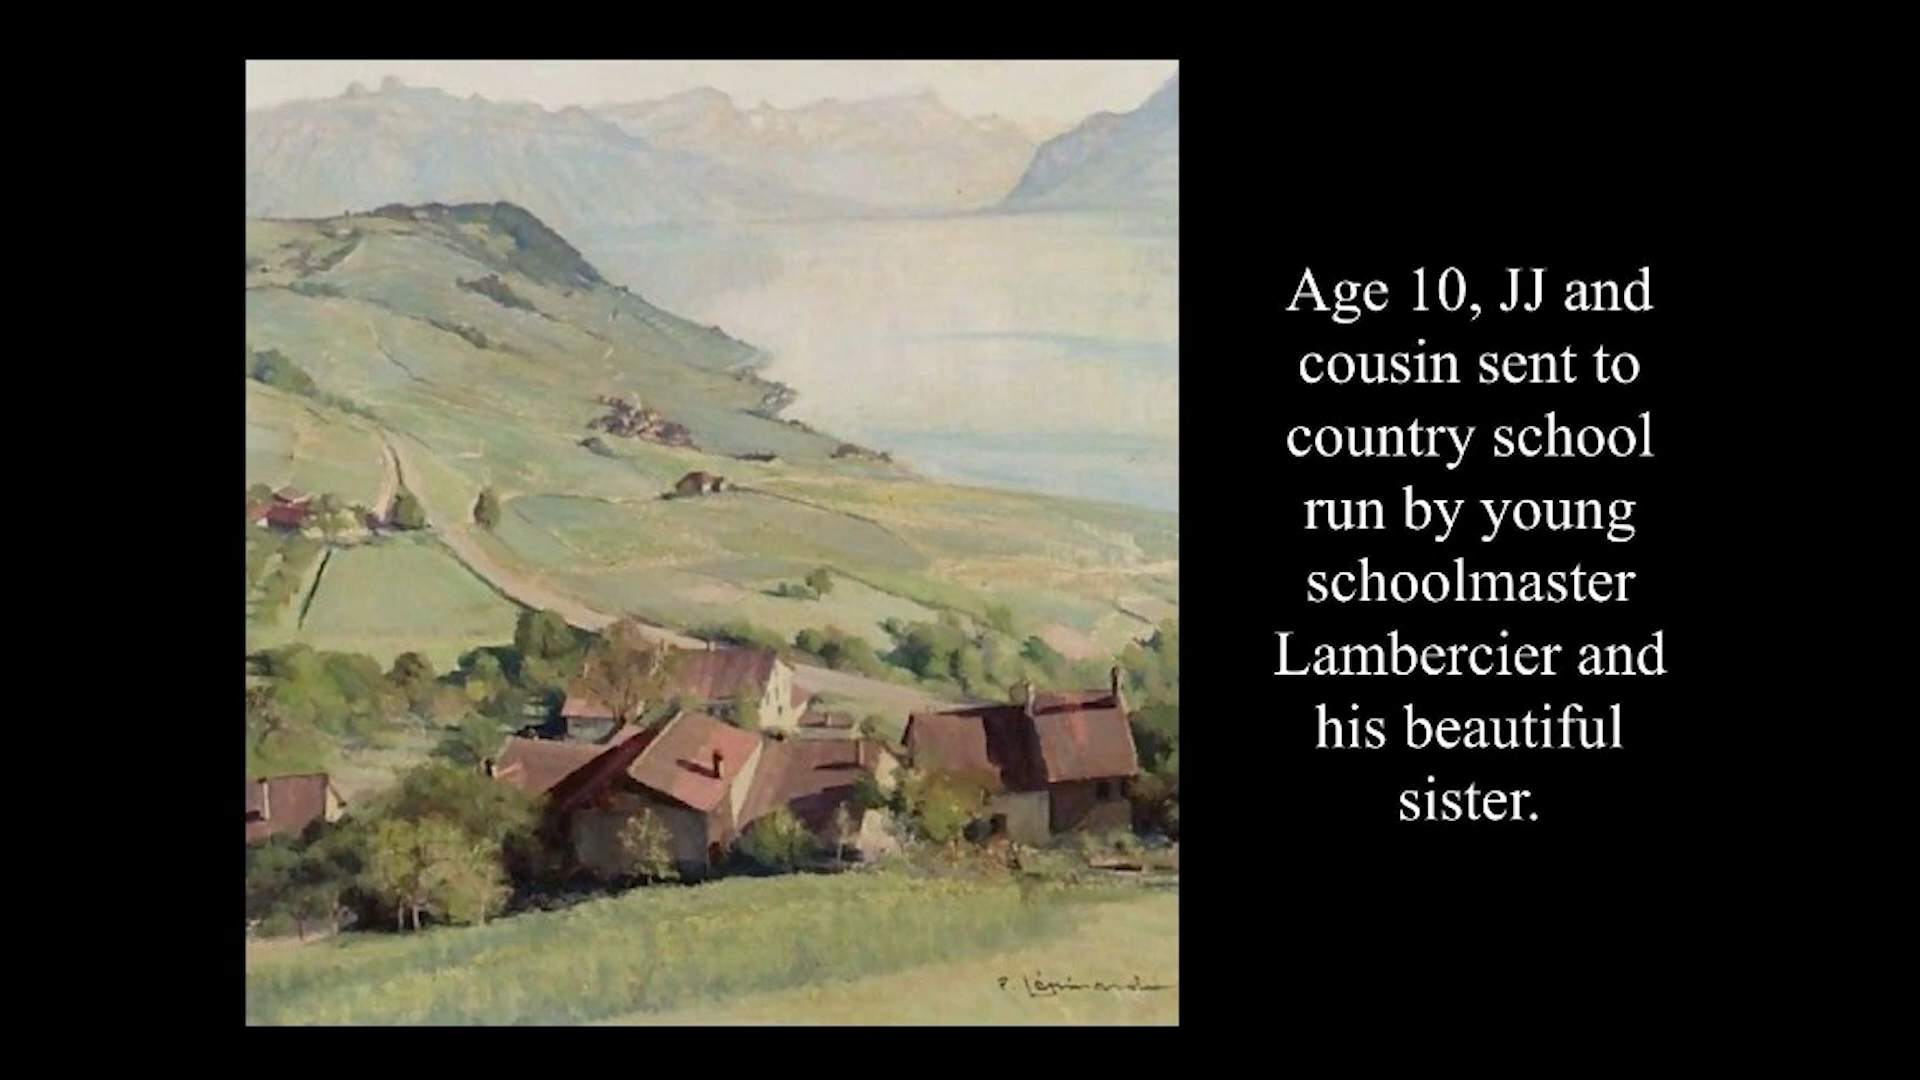 Age 10, JJ and
cousin sent to
country school
run by young
schoolmaster
Lambercier and
his beautiful
sister.